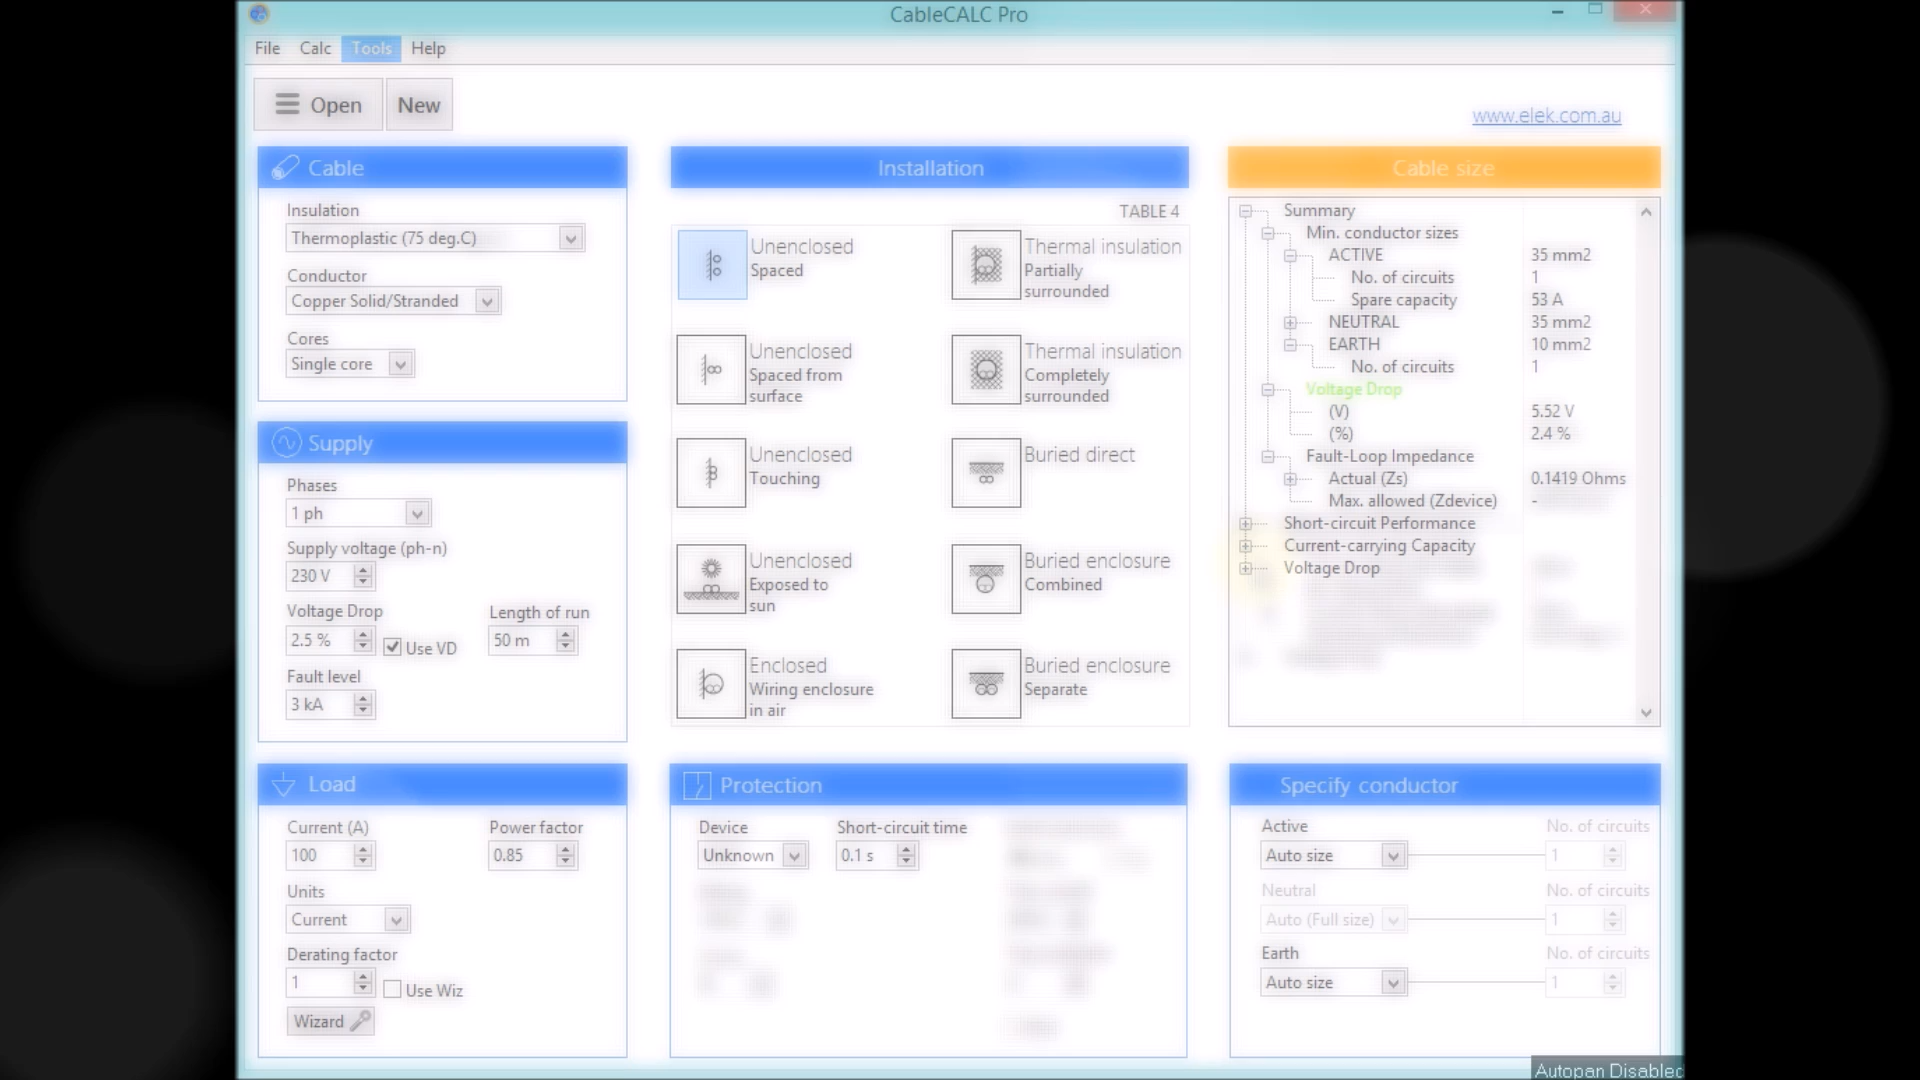 CableCALC Pro
File Calc Tools Help
Open New
www.elek.com.au
Cable
Insulation
Thermoplastic (75 deg.C)
Conductor
Copper Solid/Stranded
Cores
Single core
Supply
Phases
1 ph
Supply voltage (ph-n)
230 V
Voltage Drop Length of run
2.5 % Use VD 50 m
Fault level
3 kA
Load
Current (A) Power factor
100 0.85
Units
Current
Derating factor
1 Use Wiz
Wizard
Installation
TABLE 4
Unenclosed
Spaced
Thermal insulation
Partially
surrounded
Unenclosed
Spaced from
surface
Thermal insulation
Completely
surrounded
Unenclosed
Touching
Buried direct
Unenclosed
Exposed to
sun
Buried enclosure
Combined
Enclosed
Wiring enclosure
in air
Buried enclosure
Separate
Protection
Device Short-circuit time
Unknown 0.1 s
Cable size
Summary
Min. conductor sizes
ACTIVE 35 mm2
No. of circuits 1
Spare capacity 53 A
NEUTRAL 35 mm2
EARTH 10 mm2
No. of circuits 1
Voltage Drop
(V) 5.52 V
(%) 2.4 %
Fault-Loop Impedance
Actual (Zs) 0.1419 Ohms
Max. allowed (Zdevice) -
Short-circuit Performance
Current-carrying Capacity
Voltage Drop
Specify conductor
Active No. of circuits
Auto size 1
Neutral No. of circuits
Auto (Full size) 1
Earth No. of circuits
Auto size 1
Autopan Disabled